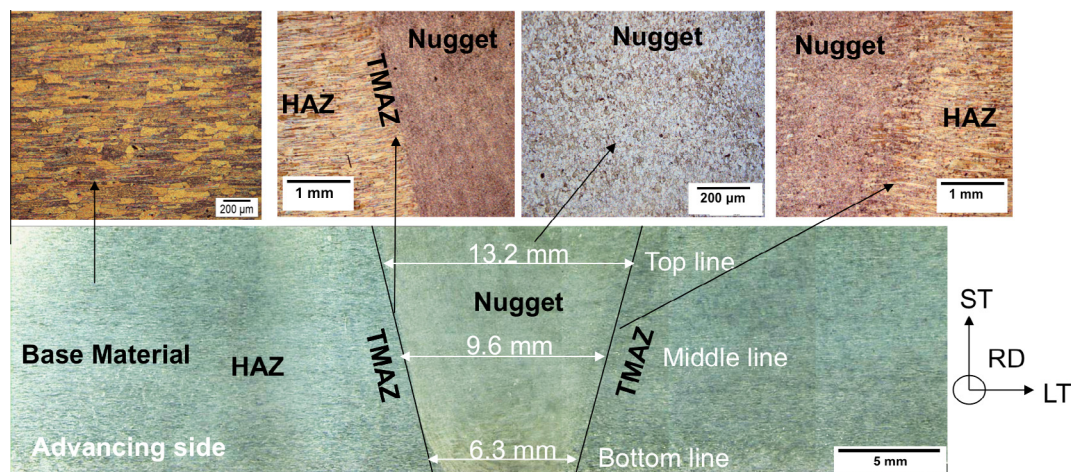 200 µm
HAZ
TMAZ
Nugget
1 mm
Nugget
200 µm
Nugget
HAZ
1 mm
13.2 mm
Top line
Nugget
Base Material
HAZ
TMAZ
9.6 mm
TMAZ
Middle line
Advancing side
6.3 mm
Bottom line
5 mm
ST
RD
LT